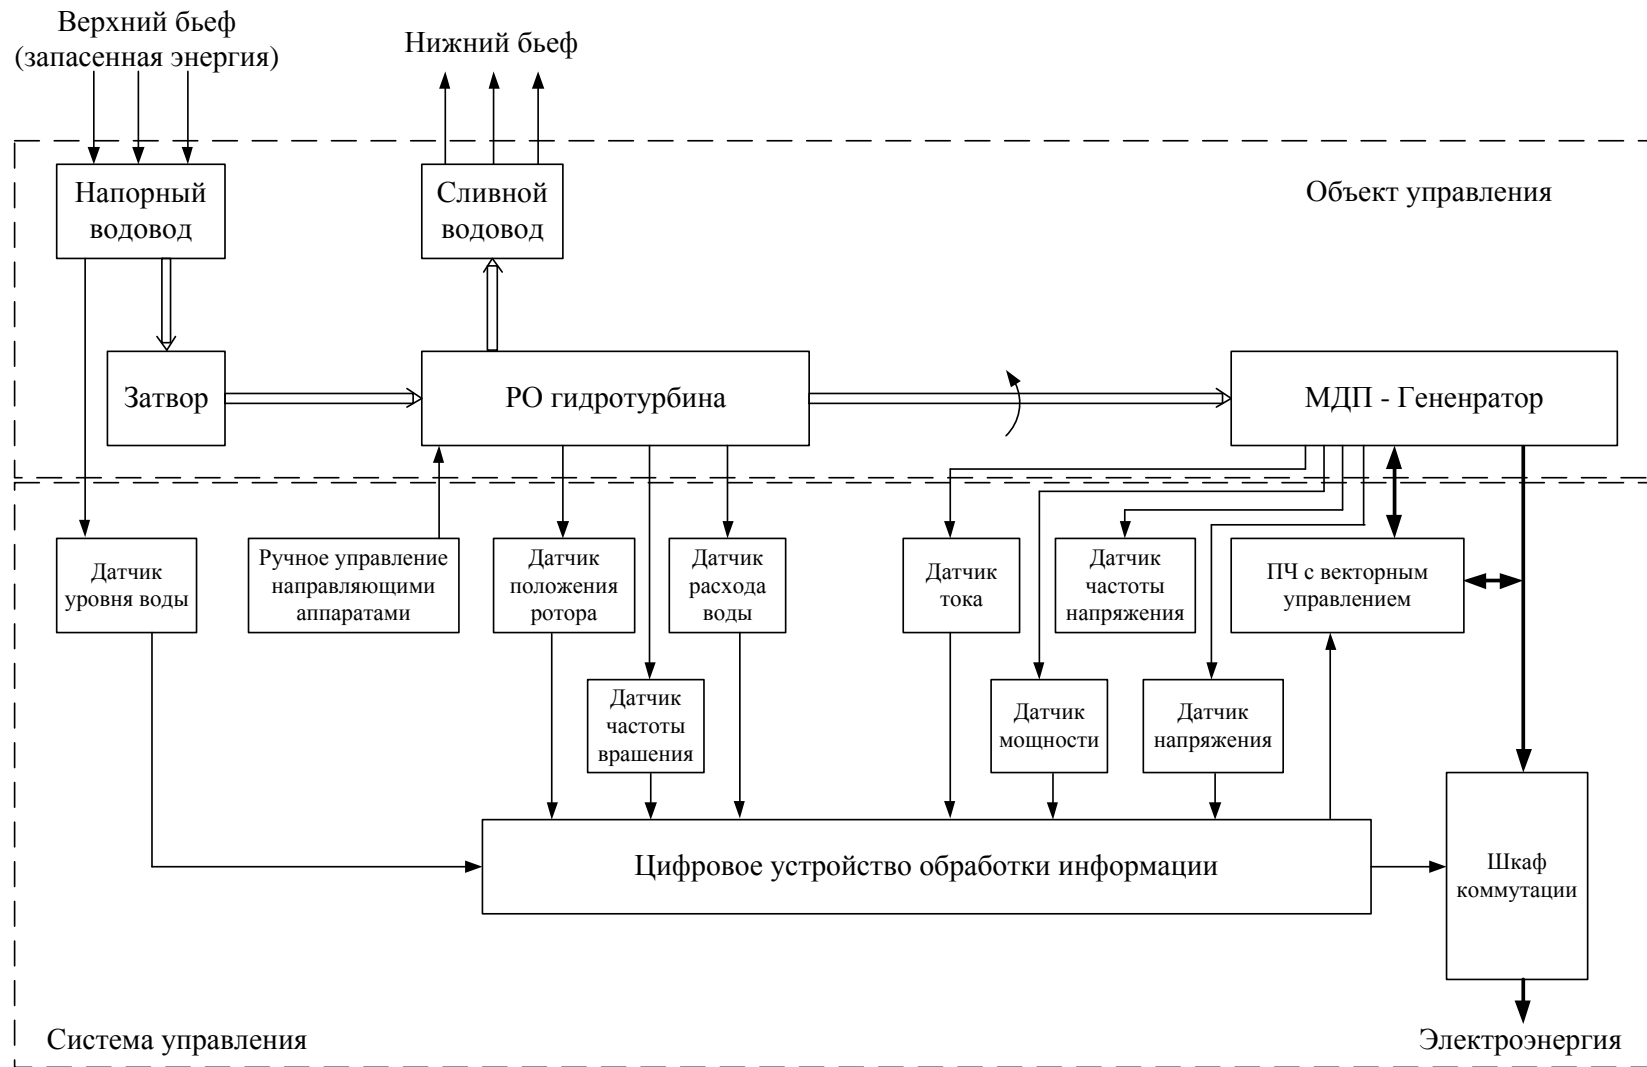 Верхний бьеф
(запасенная энергия)
Нижний бьеф
Напорный
водовод
Сливной
водовод
Объект управления
Затвор
РО гидротурбина
МДП - Гененратор
Датчик
уровня воды
Ручное управление
направляющими
аппаратами
Датчик
положения
ротора
Датчик
расхода
воды
Датчик
тока
Датчик
частоты
напряжения
ПЧ с векторным
управлением
Датчик
частоты
врашения
Датчик
мощности
Датчик
напряжения
Цифровое устройство обработки информации
Шкаф
коммутации
Система управления
Электроэнергия